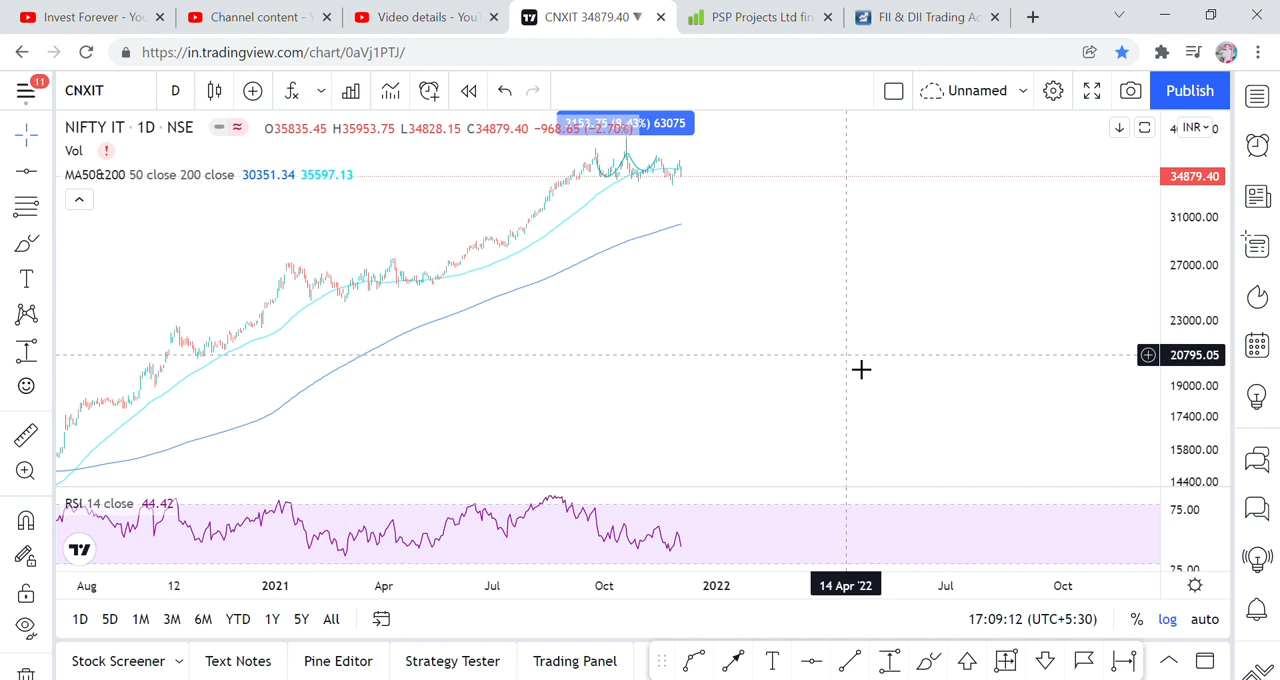 Invest Forever - You
Channel content - 
Video details - You
CNXIT 34879.40 ▼
PSP Projects Ltd fin
FII & DII Trading Ac
https://in.tradingview.com/chart/0aVj1PTJ/
11
CNXIT
D
Unnamed
Publish
NIFTY IT · 1D · NSE
O35835.45 H35953.75 L34828.15 C34879.40 −968.65 (−2.70%)
3153.75 (8.43%) 63075
INR
Vol
MA50&200 50 close 200 close 30351.34 35597.13
34879.40
31000.00
27000.00
23000.00
20795.05
19000.00
17400.00
15800.00
14400.00
RSI 14 close 44.42
75.00
25.00
Aug
12
2021
Apr
Jul
Oct
2022
14 Apr '22
Jul
Oct
1D 5D 1M 3M 6M YTD 1Y 5Y All
17:09:12 (UTC+5:30)
% log auto
Stock Screener
Text Notes
Pine Editor
Strategy Tester
Trading Panel